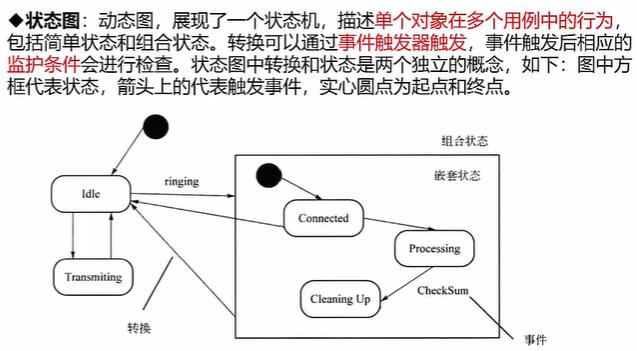 ◆状态图：动态图，展现了一个状态机，描述单个对象在多个用例中的行为，
包括简单状态和组合状态。转换可以通过事件触发器触发，事件触发后相应的
监护条件会进行检查。状态图中转换和状态是两个独立的概念，如下：图中方
框代表状态，箭头上的代表触发事件，实心圆点为起点和终点。
组合状态
嵌套状态
ringing
Idle
Connected
Processing
Transmiting
Cleaning Up
CheckSum
转换
事件